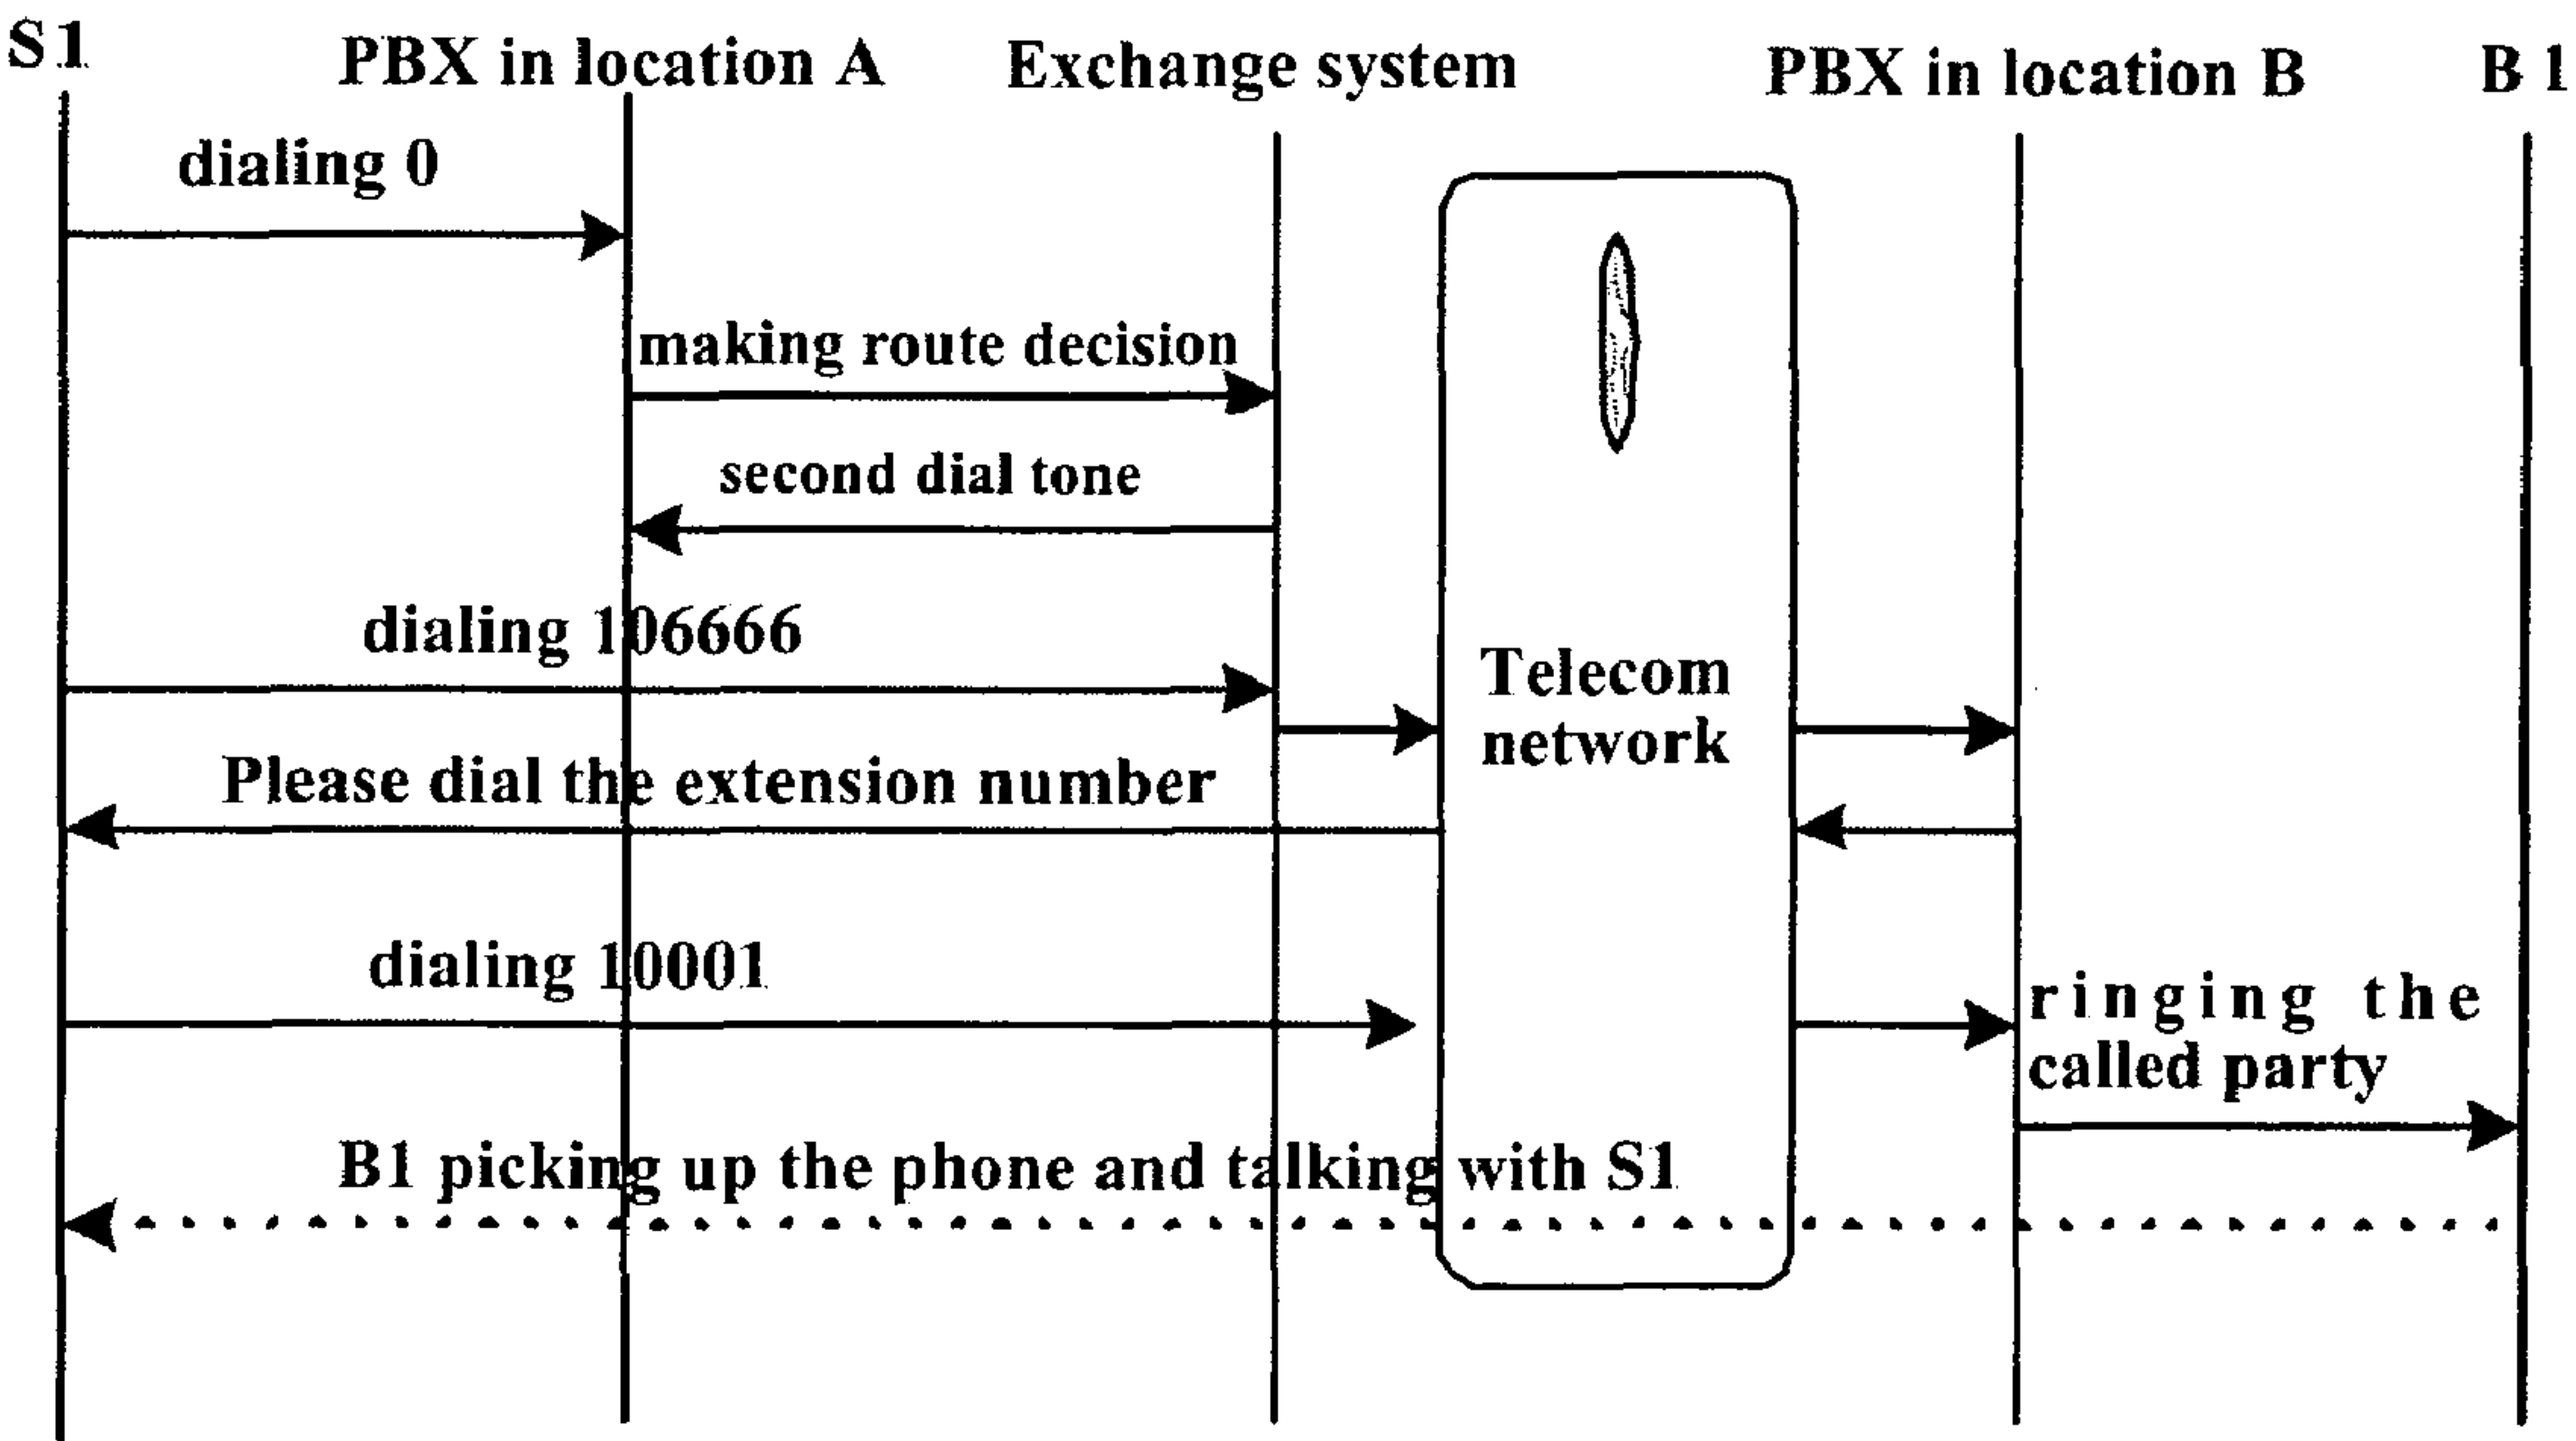 S1
PBX in location A
Exchange system
PBX in location B
B1
dialing 0
making route decision
second dial tone
dialing 106666
Telecom
network
Please dial the extension number
dialing 10001
ringing the
called party
B1 picking up the phone and talking with S1